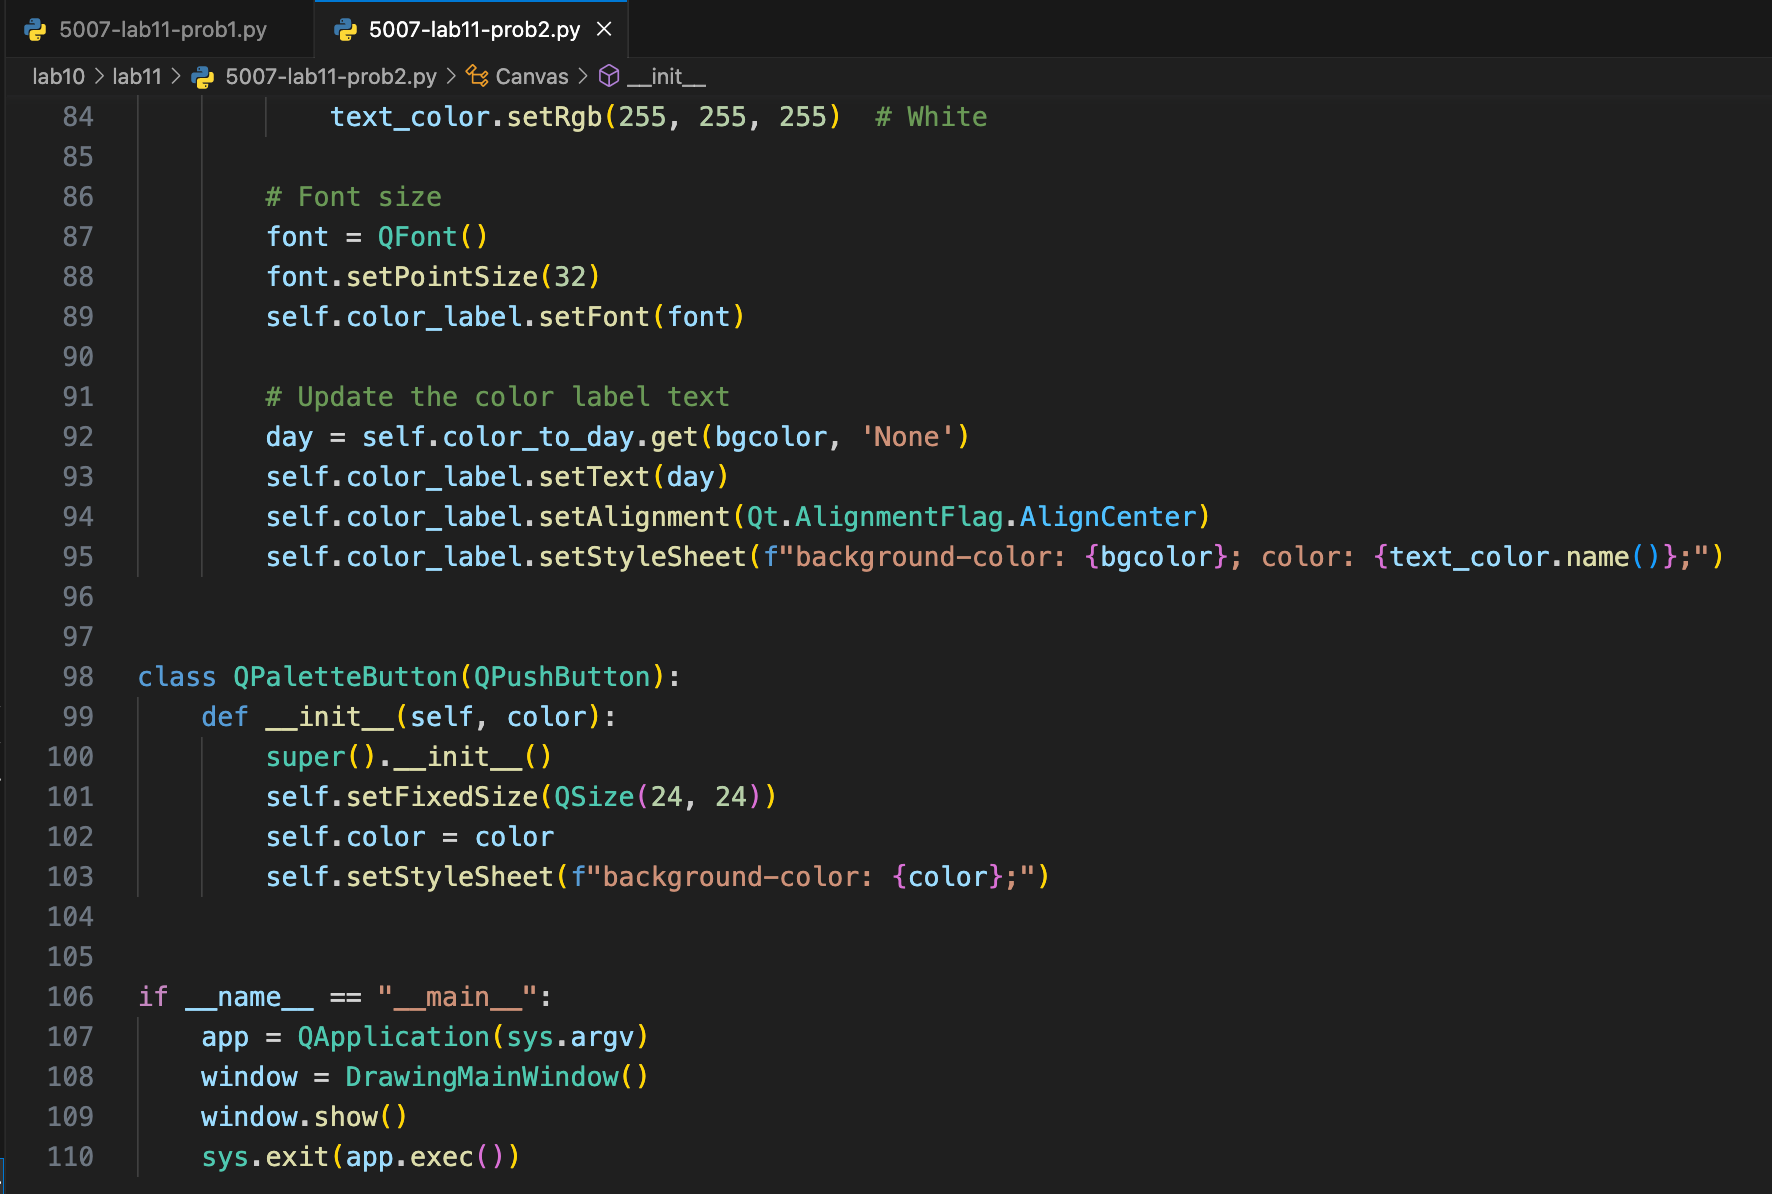 5007-lab11-prob1.py 5007-lab11-prob2.py ×
lab10 > lab11 > 5007-lab11-prob2.py > Canvas > __init__
84 text_color.setRgb(255, 255, 255)  # White
85
86 # Font size
87 font = QFont()
88 font.setPointSize(32)
89 self.color_label.setFont(font)
90
91 # Update the color label text
92 day = self.color_to_day.get(bgcolor, 'None')
93 self.color_label.setText(day)
94 self.color_label.setAlignment(Qt.AlignmentFlag.AlignCenter)
95 self.color_label.setStyleSheet(f"background-color: {bgcolor}; color: {text_color.name()};")
96
97
98 class QPaletteButton(QPushButton):
99 def __init__(self, color):
100 super().__init__()
101 self.setFixedSize(QSize(24, 24))
102 self.color = color
103 self.setStyleSheet(f"background-color: {color};")
104
105
106 if __name__ == "__main__":
107 app = QApplication(sys.argv)
108 window = DrawingMainWindow()
109 window.show()
110 sys.exit(app.exec())